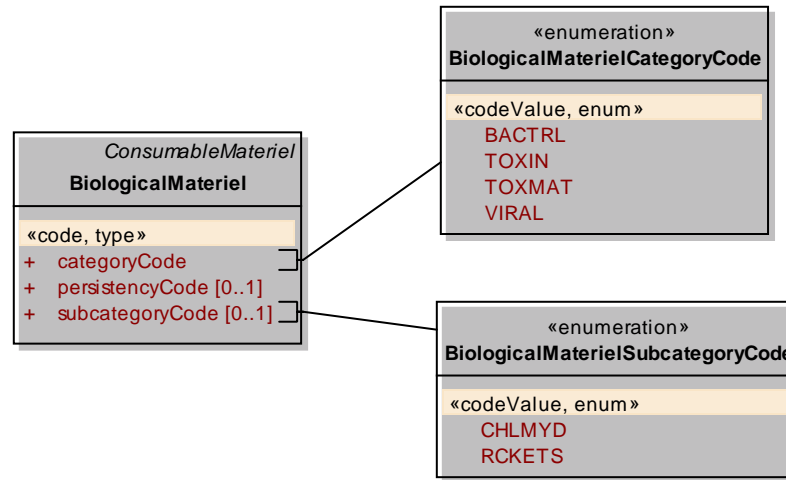 «enumeration»
BiologicalMaterielCategoryCode
«codeValue, enum»
BACTRL
TOXIN
TOXMAT
VIRAL
ConsumableMateriel
BiologicalMateriel
«code, type»
+ categoryCode
+ persistencyCode [0..1]
+ subcategoryCode [0..1]
«enumeration»
BiologicalMaterielSubcategoryCode
«codeValue, enum»
CHLMYD
RCKETS